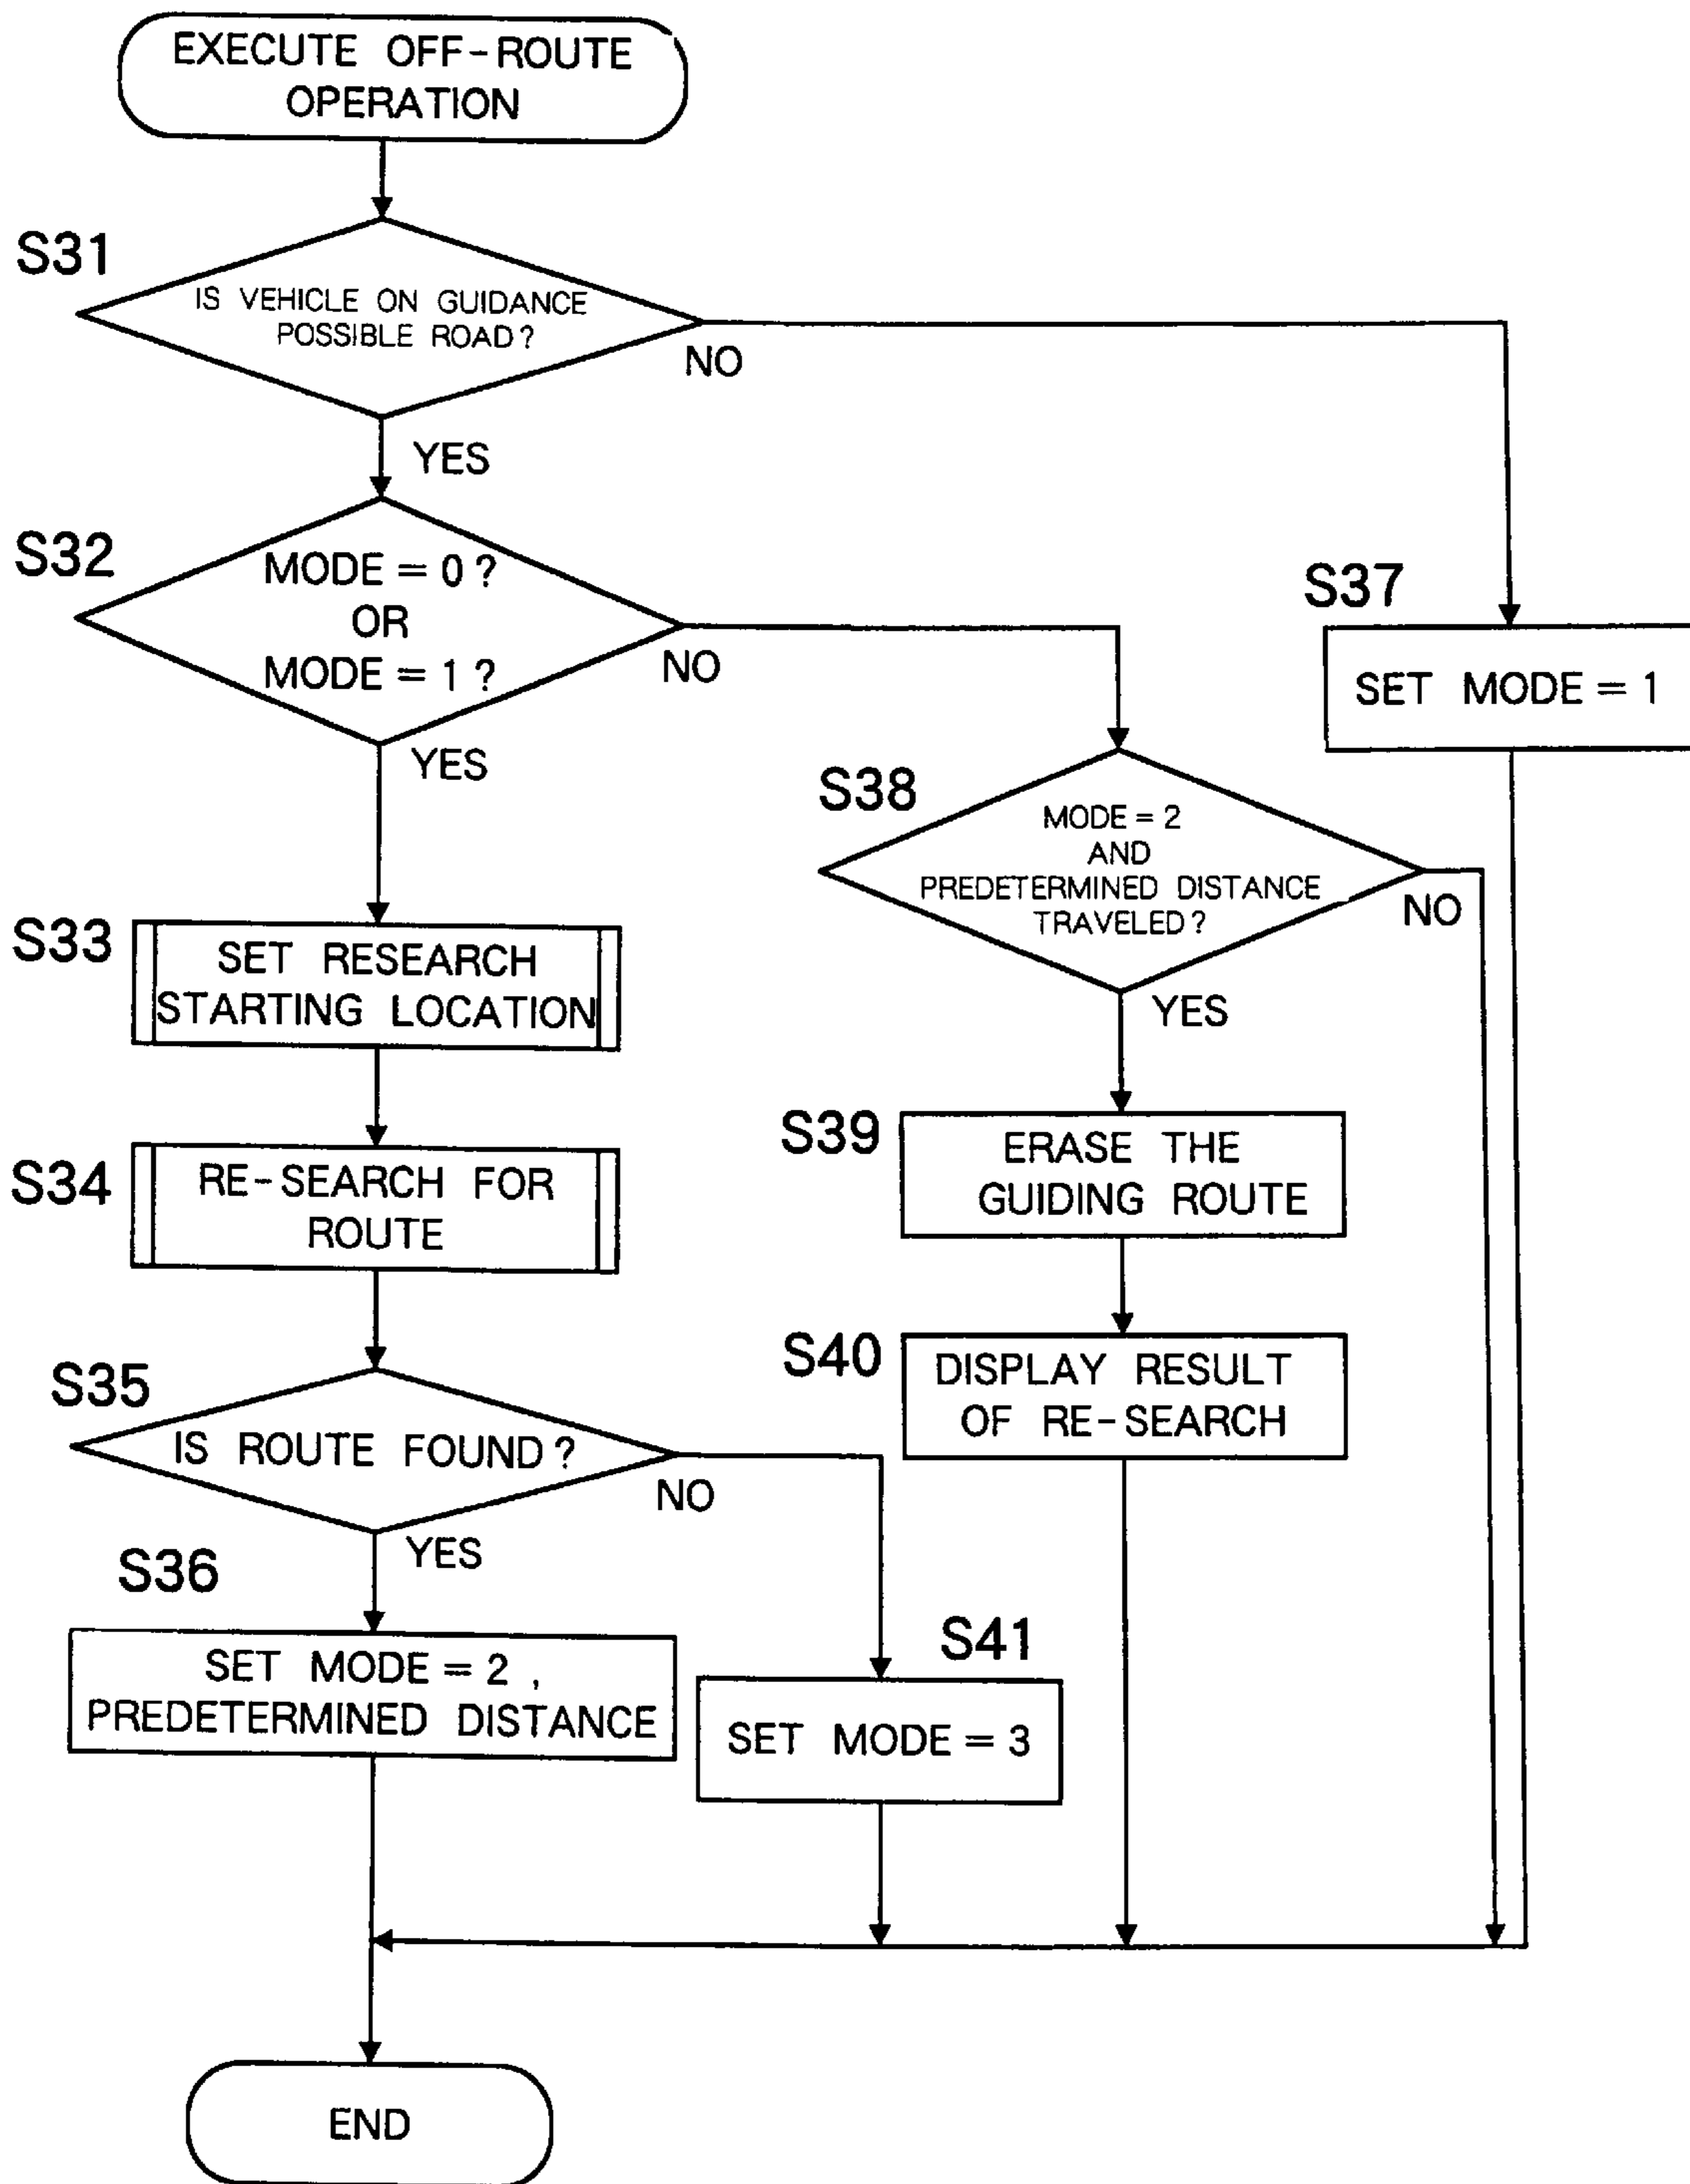 EXECUTE OFF-ROUTE
OPERATION
S31
IS VEHICLE ON GUIDANCE
POSSIBLE ROAD?
NO
YES
S32
MODE = 0 ?
OR
MODE = 1 ?
NO
YES
S37
SET MODE = 1
S38
MODE = 2
AND
PREDETERMINED DISTANCE
TRAVELED?
NO
YES
S33
SET RESEARCH
STARTING LOCATION
S34
RE-SEARCH FOR
ROUTE
S39
ERASE THE
GUIDING ROUTE
S40
DISPLAY RESULT
OF RE-SEARCH
S35
IS ROUTE FOUND?
NO
YES
S36
SET MODE = 2 ,
PREDETERMINED DISTANCE
S41
SET MODE = 3
END